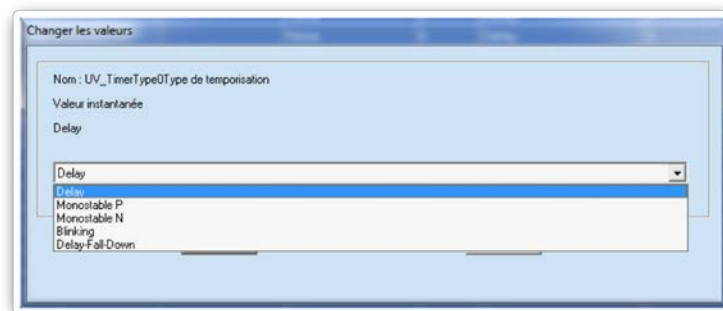 Changer les valeurs
Nom : UV_TimerType0Type de temporisation
Valeur instantanée
Delay
Delay
Delay
Monostable P
Monostable N
Blinking
Delay-Fall-Down